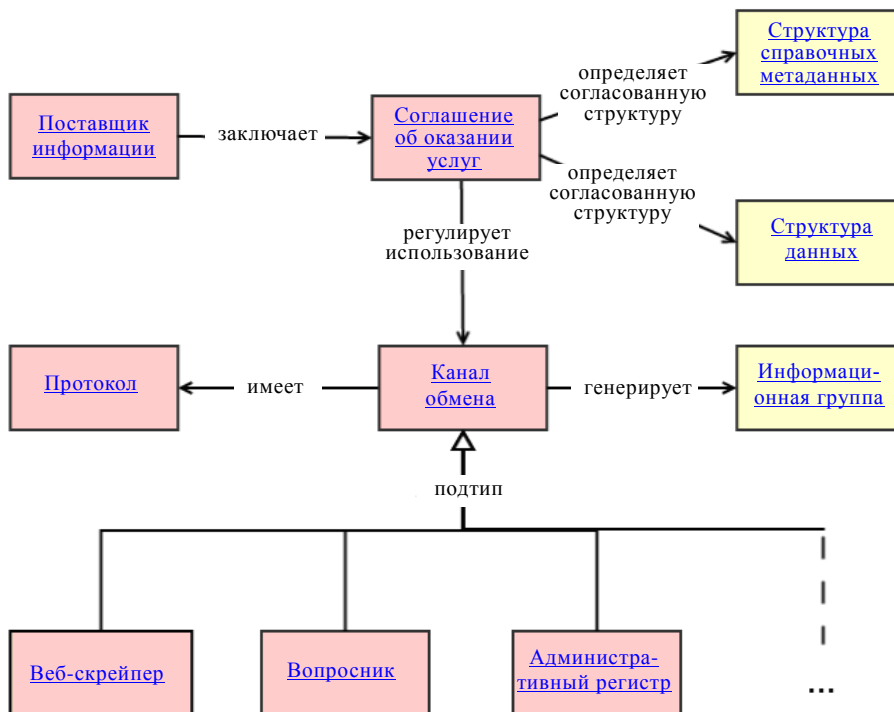 Структура
справочных
метаданных
определяет
согласованную
структуру
Поставщик
информации
заключает
Соглашение
об оказании
услуг
определяет
согласованную
структуру
Структура
данных
регулирует
использование
Протокол
имеет
Канал
обмена
генерирует
Информаци-
онная группа
подтип
Веб-скрейпер
Вопросник
Администра-
тивный регистр
...